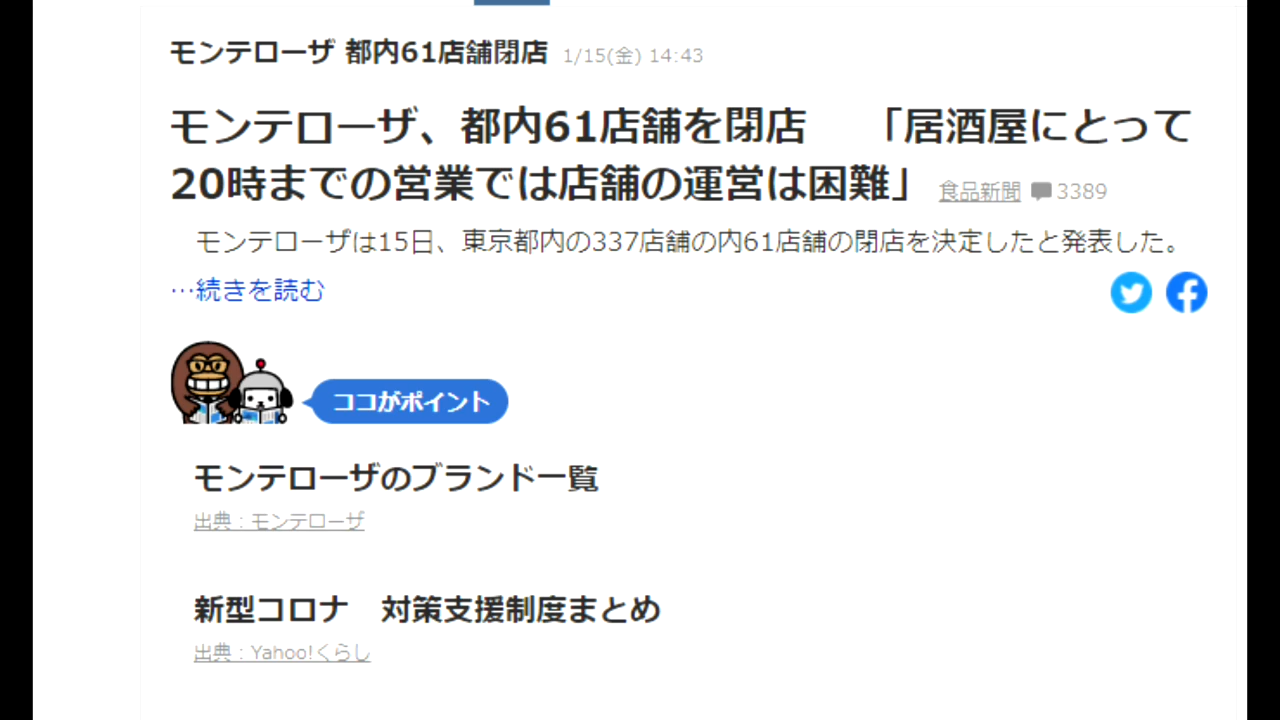 モンテローザ 都内61店舗閉店 1/15(金) 14:43
モンテローザ、都内61店舗を閉店　「居酒屋にとって
20時までの営業では店舗の運営は困難」 食品新聞 3389
モンテローザは15日、東京都内の337店舗の内61店舗の閉店を決定したと発表した。
…続きを読む
ココがポイント
モンテローザのブランド一覧
出典：モンテローザ
新型コロナ　対策支援制度まとめ
出典：Yahoo!くらし